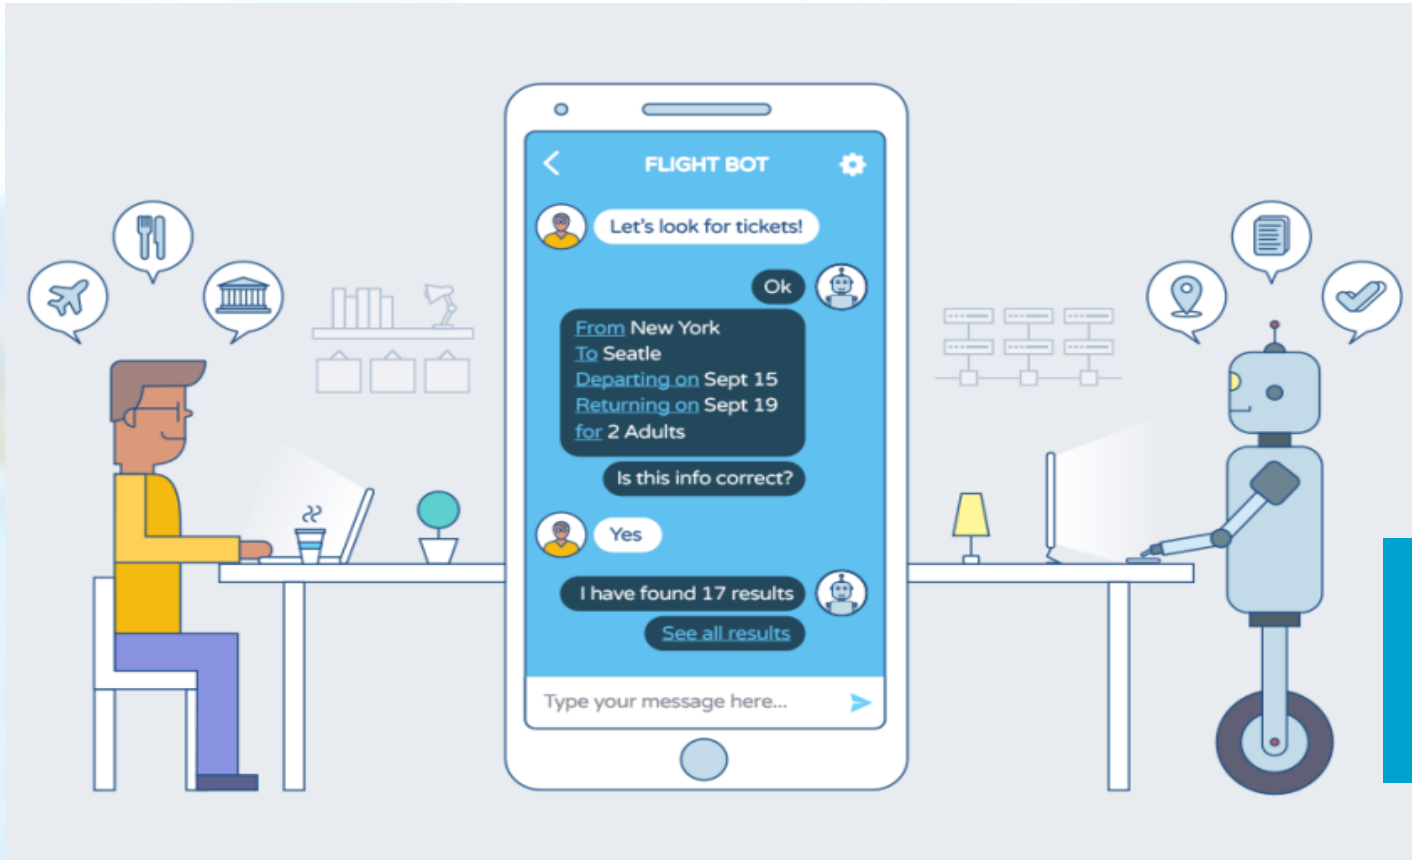 FLIGHT BOT
Let's look for tickets!
Ok
From New York
To Seatle
Departing on Sept 15
Returning on Sept 19
for 2 Adults
Is this info correct?
Yes
I have found 17 results
See all results
Type your message here...